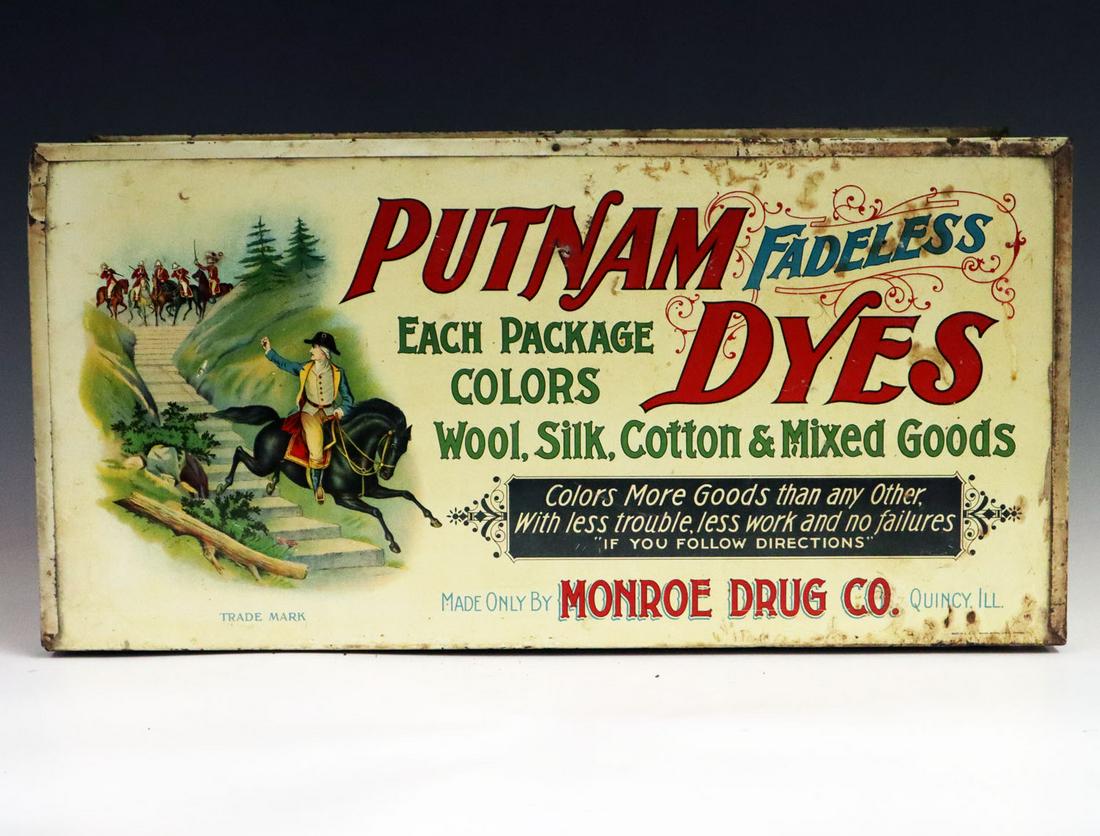 PUTNAM FADELESS
DYES
EACH PACKAGE
COLORS
WOOL, SILK, COTTON & MIXED GOODS
Colors More Goods than any Other,
With less trouble, less work and no failures
"IF YOU FOLLOW DIRECTIONS"
MADE ONLY BY MONROE DRUG CO. QUINCY, ILL.
TRADE MARK